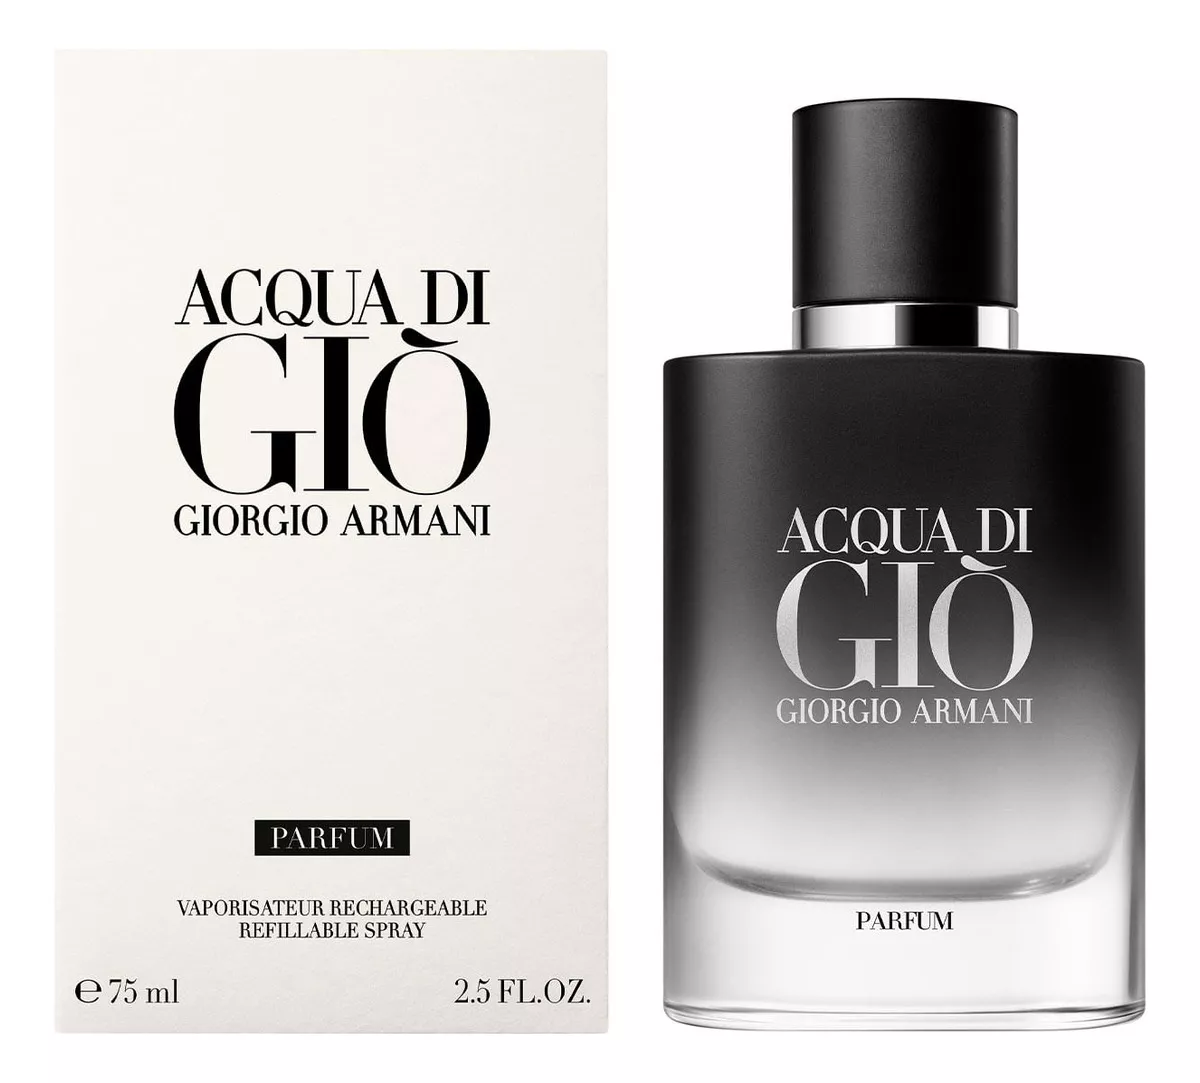 ACQUA DI
GIÒ
GIORGIO ARMANI
PARFUM
VAPORISATEUR RECHARGEABLE
REFILLABLE SPRAY
℮ 75 ml
2.5 FL.OZ.
ACQUA DI
GIÒ
GIORGIO ARMANI
PARFUM